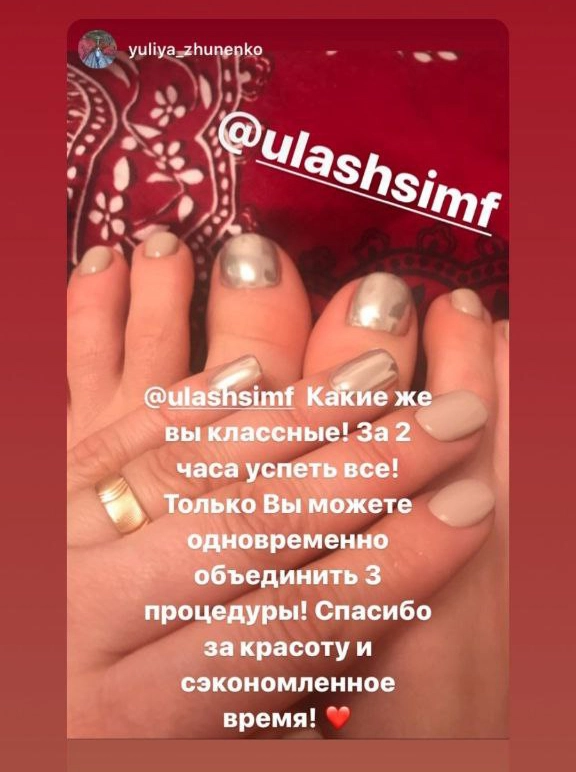 yuliya_zhunenko
@ulashsimf
@ulashsimf Какие же
вы классные! За 2
часа успеть все!
Только Вы можете
одновременно
объединить 3
процедуры! Спасибо
за красоту и
сэкономленное
время! ❤️